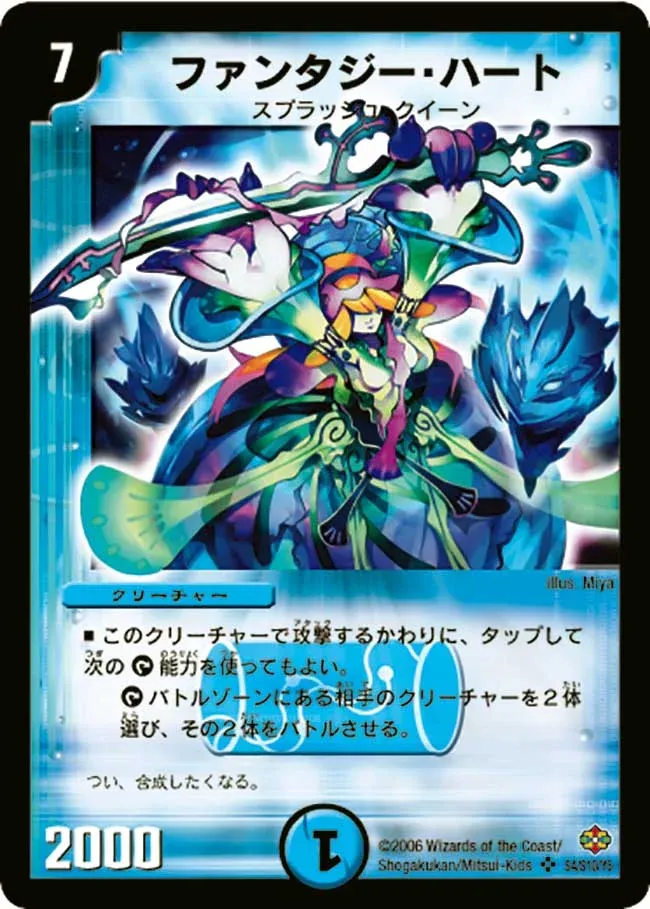 7
ファンタジー・ハート
スプラッシュ・クイーン
illus. Miya
クリーチャー
■ このクリーチャーで攻撃するかわりに、タップして
次の 能力を使ってもよい。
バトルゾーンにある相手のクリーチャーを2体
選び、その2体をバトルさせる。
つい、合成したくなる。
2000
1
©2006 Wizards of the Coast/
Shogakukan/Mitsui-Kids
S4/S10/Y6